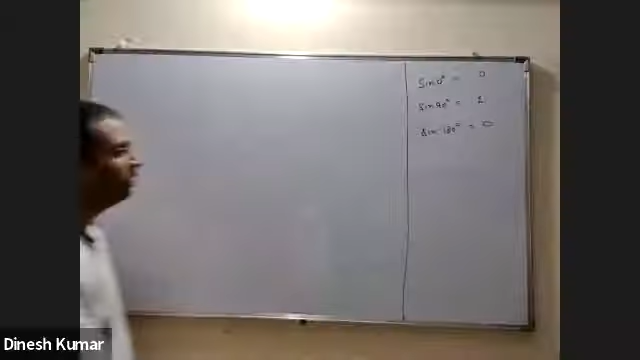 Sin 0° = 0
Sin 90° = 1
Sin 180° = 0
Dinesh Kumar